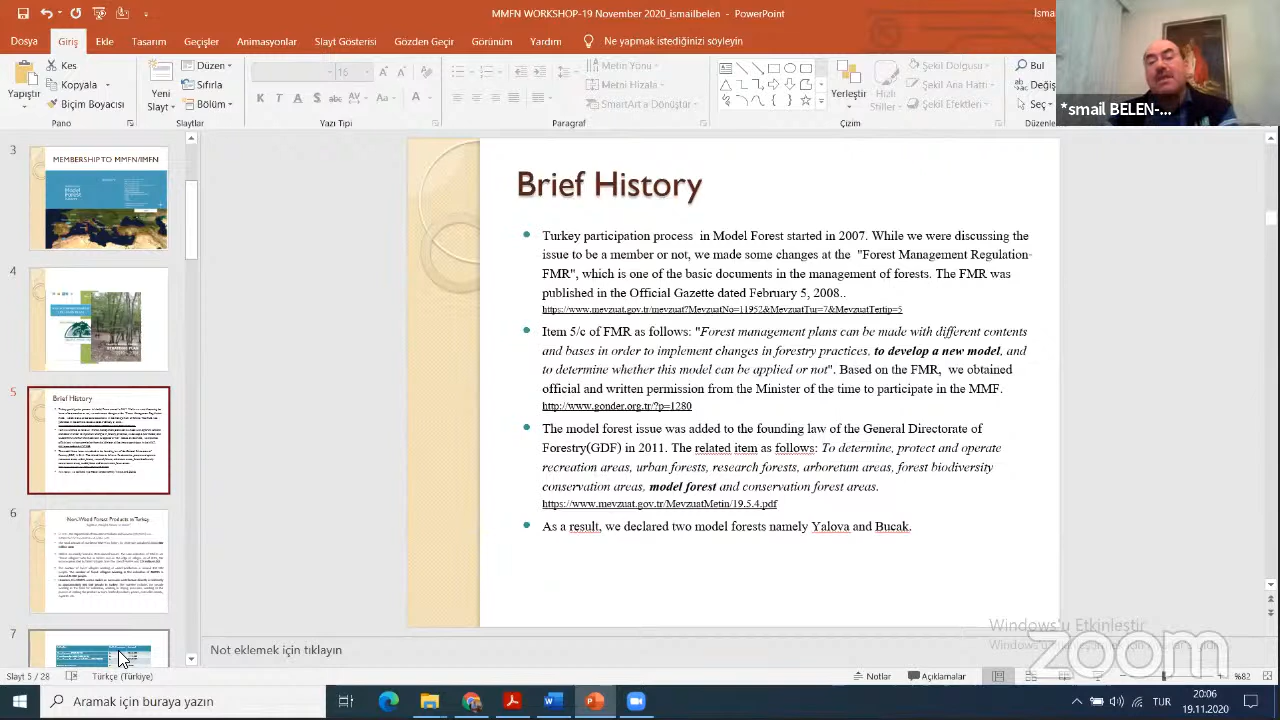 MMFN WORKSHOP-19 November 2020_ismailbelen - PowerPoint
İsma
Dosya Giriş Ekle Tasarım Geçişler Animasyonlar Slayt Gösterisi Gözden Geçir Görünüm Yardım Ne yapmak istediğinizi söyleyin
Yapıştır
Kes
Kopyala
Biçim Boyacısı
Pano
Yeni
Slayt
Düzen
Sıfırla
Bölüm
Slaytlar
16
Yazı Tipi
Metin Yönü
Metni Hizala
SmartArt'a Dönüştür
Paragraf
Yerleştir
Hızlı
Stiller
Şekil Dolgusu
Şekil Ana Hattı
Şekil Efektleri
Çizim
Bul
Değiş
Seç
Düzenle
*smail BELEN-...
3
MEMBERSHIP TO MMFN/IMFN
5
Brief History
6
Non-Wood Forest Products in Turkey
7
Brief History
Turkey participation process in Model Forest started in 2007. While we were discussing the
issue to be a member or not, we made some changes at the "Forest Management Regulation-
FMR", which is one of the basic documents in the management of forests. The FMR was
published in the Official Gazette dated February 5, 2008..
https://www.mevzuat.gov.tr/mevzuat?MevzuatNo=11952&MevzuatTur=7&MevzuatTertip=5
Item 5/c of FMR as follows: "Forest management plans can be made with different contents
and bases in order to implement changes in forestry practices, to develop a new model, and
to determine whether this model can be applied or not". Based on the FMR, we obtained
official and written permission from the Minister of the time to participate in the MMF.
http://www.gonder.org.tr/?p=1280
The model forest issue was added to the founding law of the General Directorate of
Forestry(GDF) in 2011. The related item as follows: To determine, protect and operate
recreation areas, urban forests, research forests, arboretum areas, forest biodiversity
conservation areas, model forest and conservation forest areas.
https://www.mevzuat.gov.tr/MevzuatMetin/19.5.4.pdf
As a result, we declared two model forests namely Yalova and Bucak.
Windows'u Etkinleştir
zoom
Not eklemek için tıklayın
Slayt 5 / 28
Türkçe (Türkiye)
Notlar
Açıklamalar
%82
Aramak için buraya yazın
TUR
20:06
19.11.2020